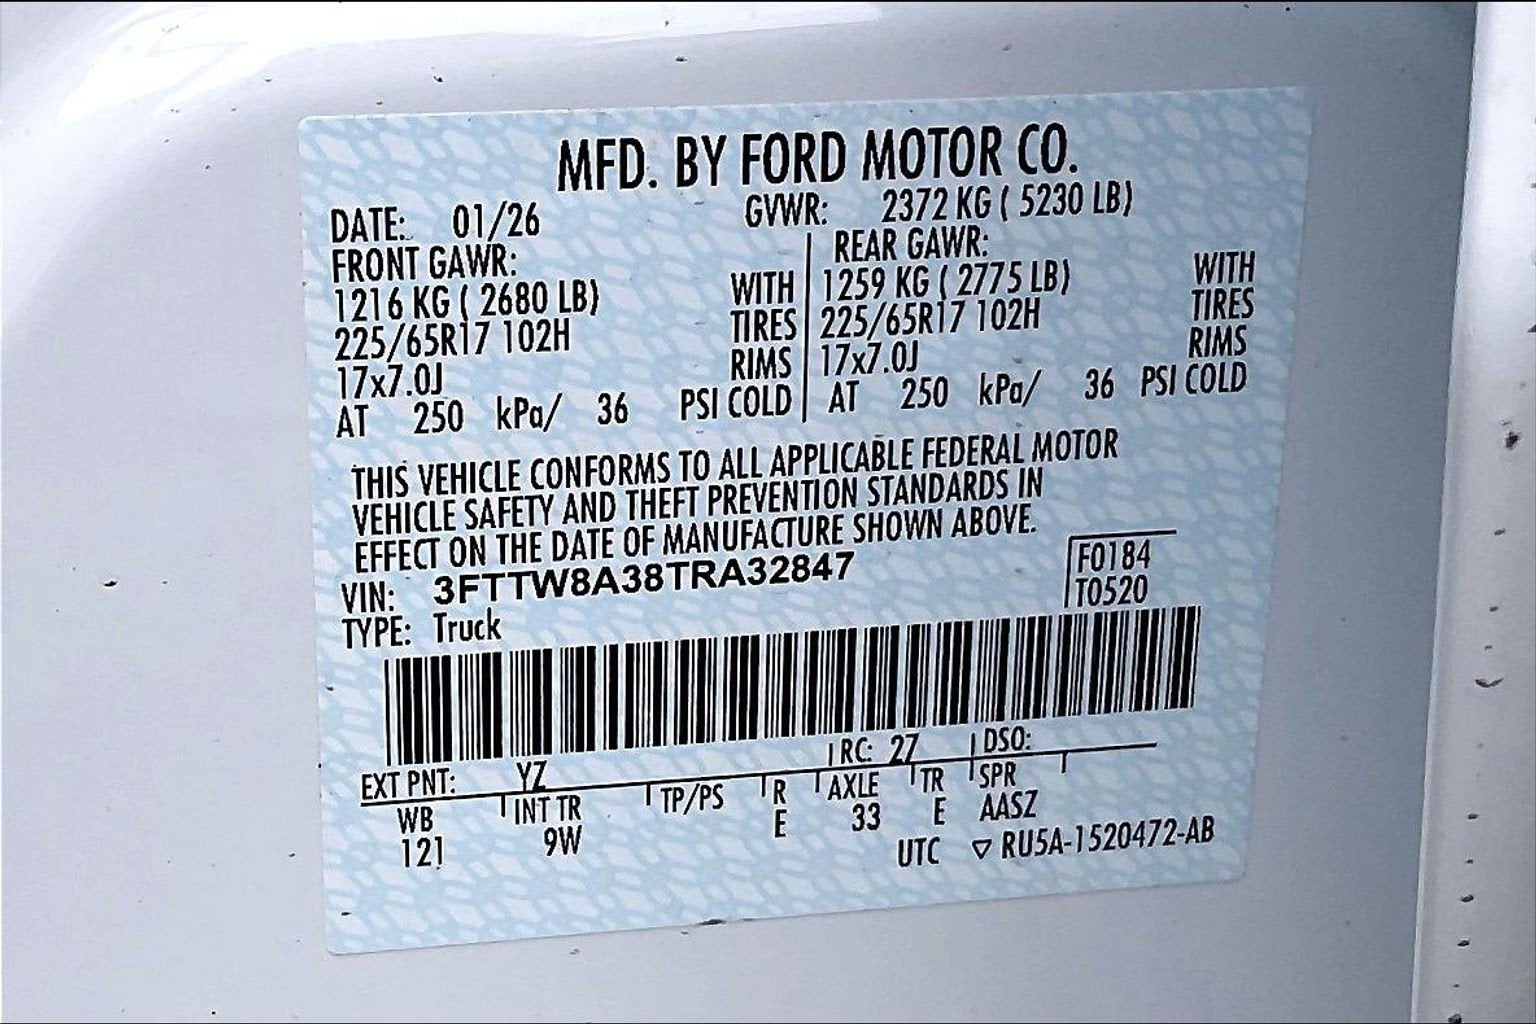 MFD. BY FORD MOTOR CO.
DATE: 01/26 GVWR: 2372 KG ( 5230 LB)
FRONT GAWR: REAR GAWR:
1216 KG ( 2680 LB) WITH 1259 KG ( 2775 LB) WITH
225/65R17 102H TIRES 225/65R17 102H TIRES
17x7.0J RIMS 17x7.0J RIMS
AT 250 kPa/ 36 PSI COLD AT 250 kPa/ 36 PSI COLD
THIS VEHICLE CONFORMS TO ALL APPLICABLE FEDERAL MOTOR
VEHICLE SAFETY AND THEFT PREVENTION STANDARDS IN
EFFECT ON THE DATE OF MANUFACTURE SHOWN ABOVE.
VIN: 3FTTW8A38TRA32847 F0184
TYPE: Truck T0520
EXT PNT: YZ RC: 27 DSO:
WB INT TR TP/PS R AXLE TR SPR
121 9W E 33 E AASZ
UTC ▽ RU5A-1520472-AB